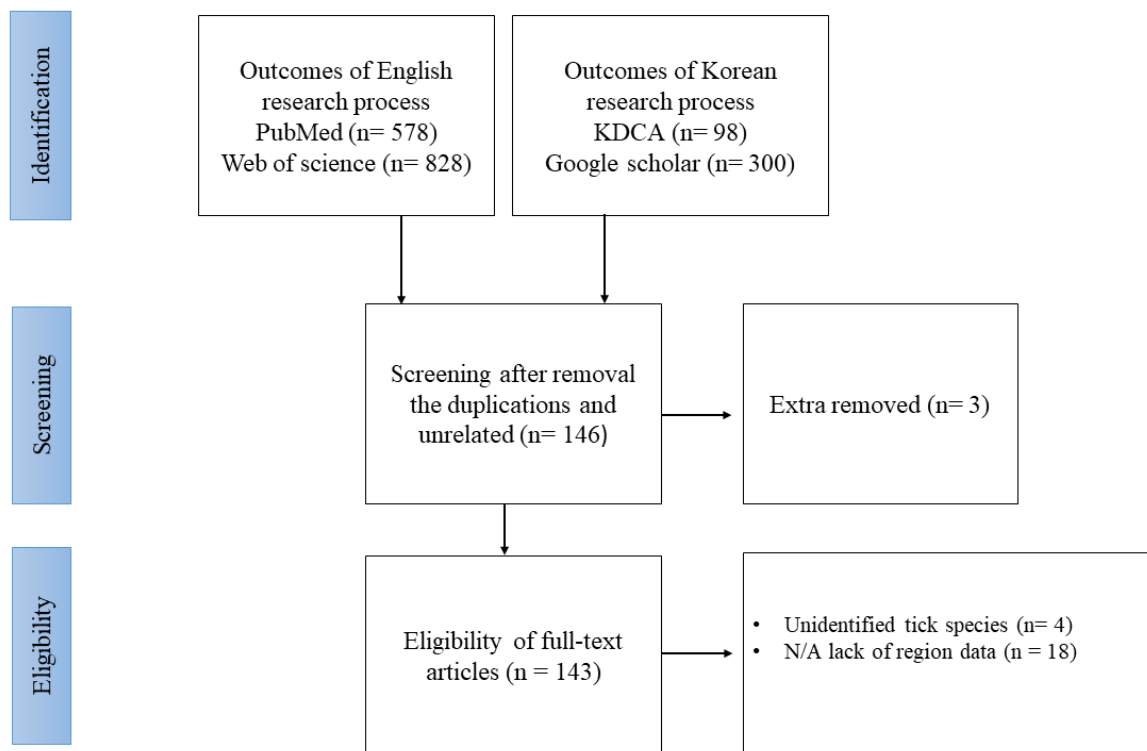 Identification
Outcomes of English
research process
PubMed (n= 578)
Web of science (n= 828)
Outcomes of Korean
research process
KDCA (n= 98)
Google scholar (n= 300)
Screening
Screening after removal
the duplications and
unrelated (n= 146)
Extra removed (n= 3)
Eligibility
Eligibility of full-text
articles (n = 143)
• Unidentified tick species (n= 4)
• N/A lack of region data (n = 18)